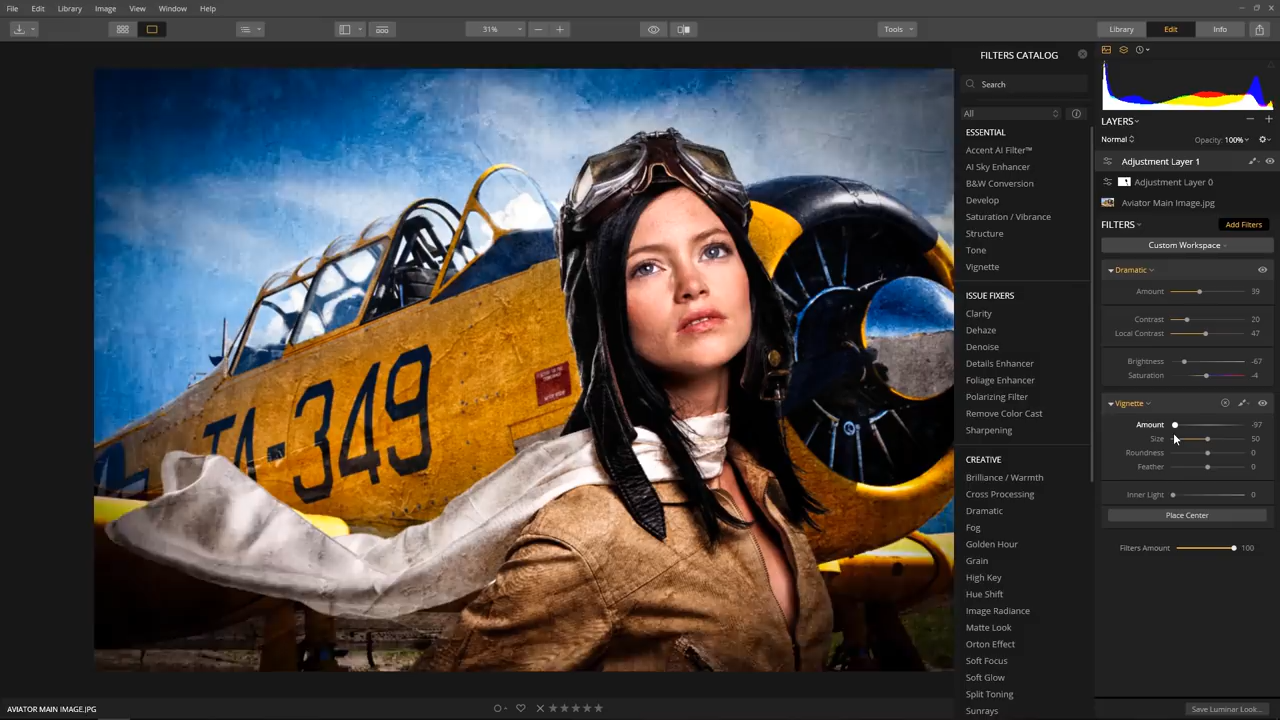 File Edit Library Image View Window Help
31% Tools Library Edit Info
FILTERS CATALOG
Search
All
ESSENTIAL
Accent AI Filter™
AI Sky Enhancer
B&W Conversion
Develop
Saturation / Vibrance
Structure
Tone
Vignette
ISSUE FIXERS
Clarity
Dehaze
Denoise
Details Enhancer
Foliage Enhancer
Polarizing Filter
Remove Color Cast
Sharpening
CREATIVE
Brilliance / Warmth
Cross Processing
Dramatic
Fog
Golden Hour
Grain
High Key
Hue Shift
Image Radiance
Matte Look
Orton Effect
Soft Focus
Soft Glow
Split Toning
Sunrays
LAYERS
Normal Opacity: 100%
Adjustment Layer 1
Adjustment Layer 0
Aviator Main Image.jpg
FILTERS Add Filters
Custom Workspace
Dramatic
Amount 39
Contrast 20
Local Contrast 47
Brightness -67
Saturation -4
Vignette
Amount -97
Size 50
Roundness 0
Feather 0
Inner Light 0
Place Center
Filters Amount 100
TA 349
AVIATOR MAIN IMAGE.JPG
Save Luminar Look...